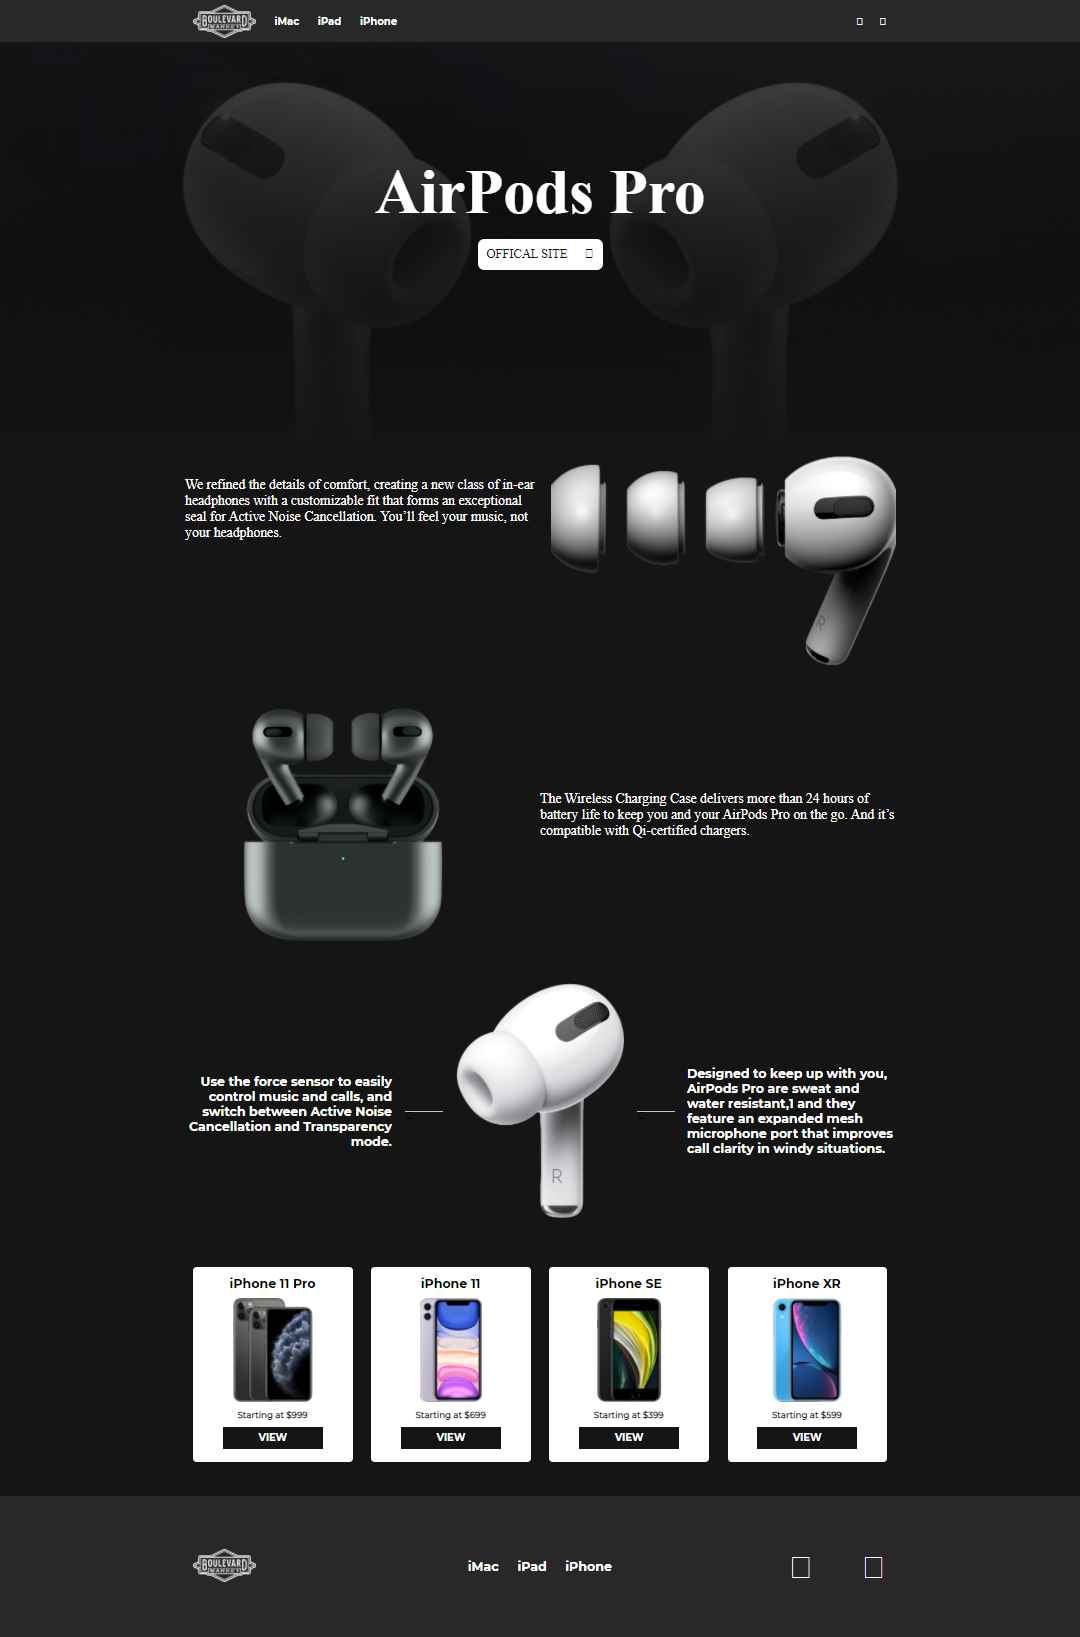 BOULEVARD
MARKET
iMac iPad iPhone
AirPods Pro
OFFICAL SITE
We refined the details of comfort, creating a new class of in-ear
headphones with a customizable fit that forms an exceptional
seal for Active Noise Cancellation. You’ll feel your music, not
your headphones.
R
The Wireless Charging Case delivers more than 24 hours of
battery life to keep you and your AirPods Pro on the go. And it’s
compatible with Qi-certified chargers.
Use the force sensor to easily
control music and calls, and
switch between Active Noise
Cancellation and Transparency
mode.
R
Designed to keep up with you,
AirPods Pro are sweat and
water resistant,1 and they
feature an expanded mesh
microphone port that improves
call clarity in windy situations.
iPhone 11 Pro
Starting at $999
VIEW
iPhone 11
Starting at $699
VIEW
iPhone SE
Starting at $399
VIEW
iPhone XR
Starting at $599
VIEW
BOULEVARD
MARKET
iMac iPad iPhone